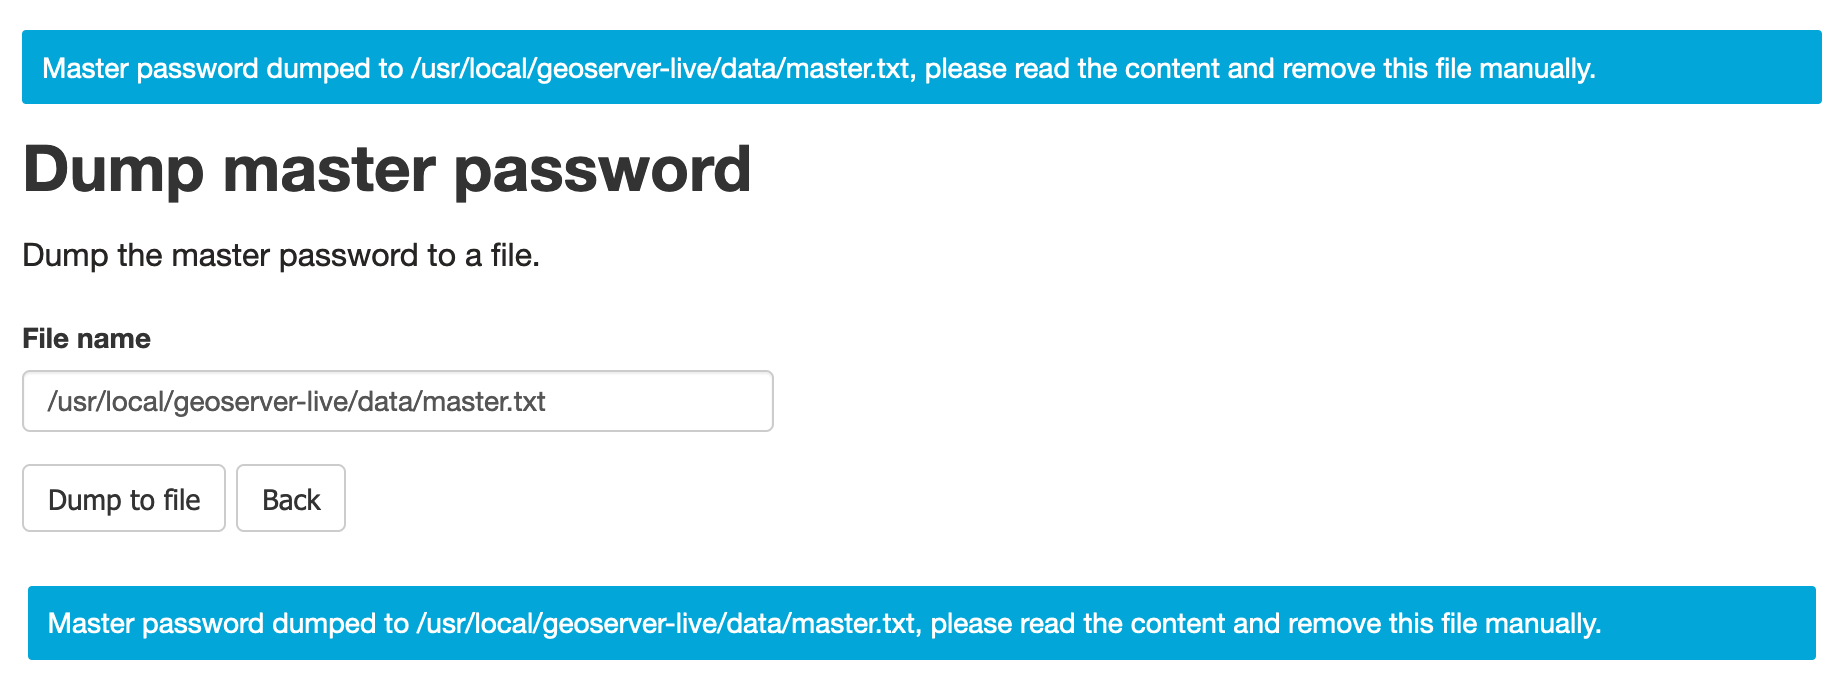 Master password dumped to /usr/local/geoserver-live/data/master.txt, please read the content and remove this file manually.
Dump master password
Dump the master password to a file.
File name
/usr/local/geoserver-live/data/master.txt
Dump to file Back
Master password dumped to /usr/local/geoserver-live/data/master.txt, please read the content and remove this file manually.